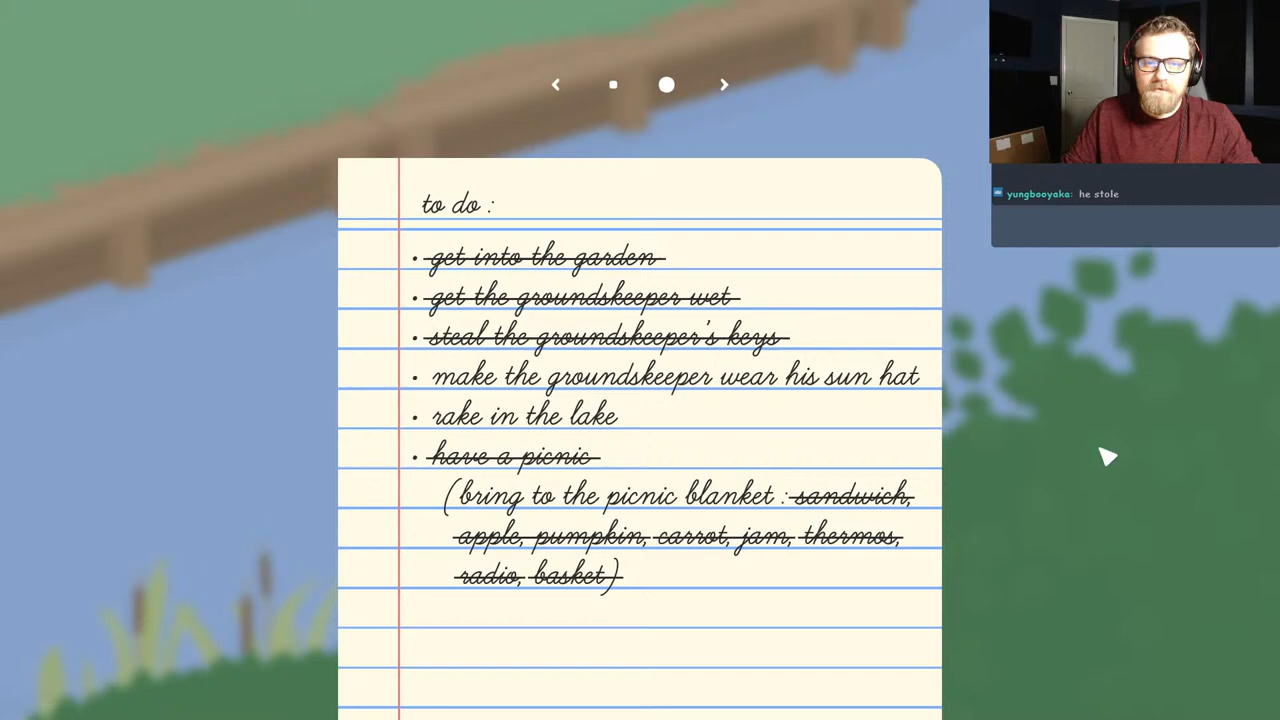 to do :
• get into the garden
• get the groundskeeper wet
• steal the groundskeeper's keys
• make the groundskeeper wear his sun hat
• rake in the lake
• have a picnic
(bring to the picnic blanket : sandwich,
apple, pumpkin, carrot, jam, thermos,
radio, basket)
yungbooyaka: he stole